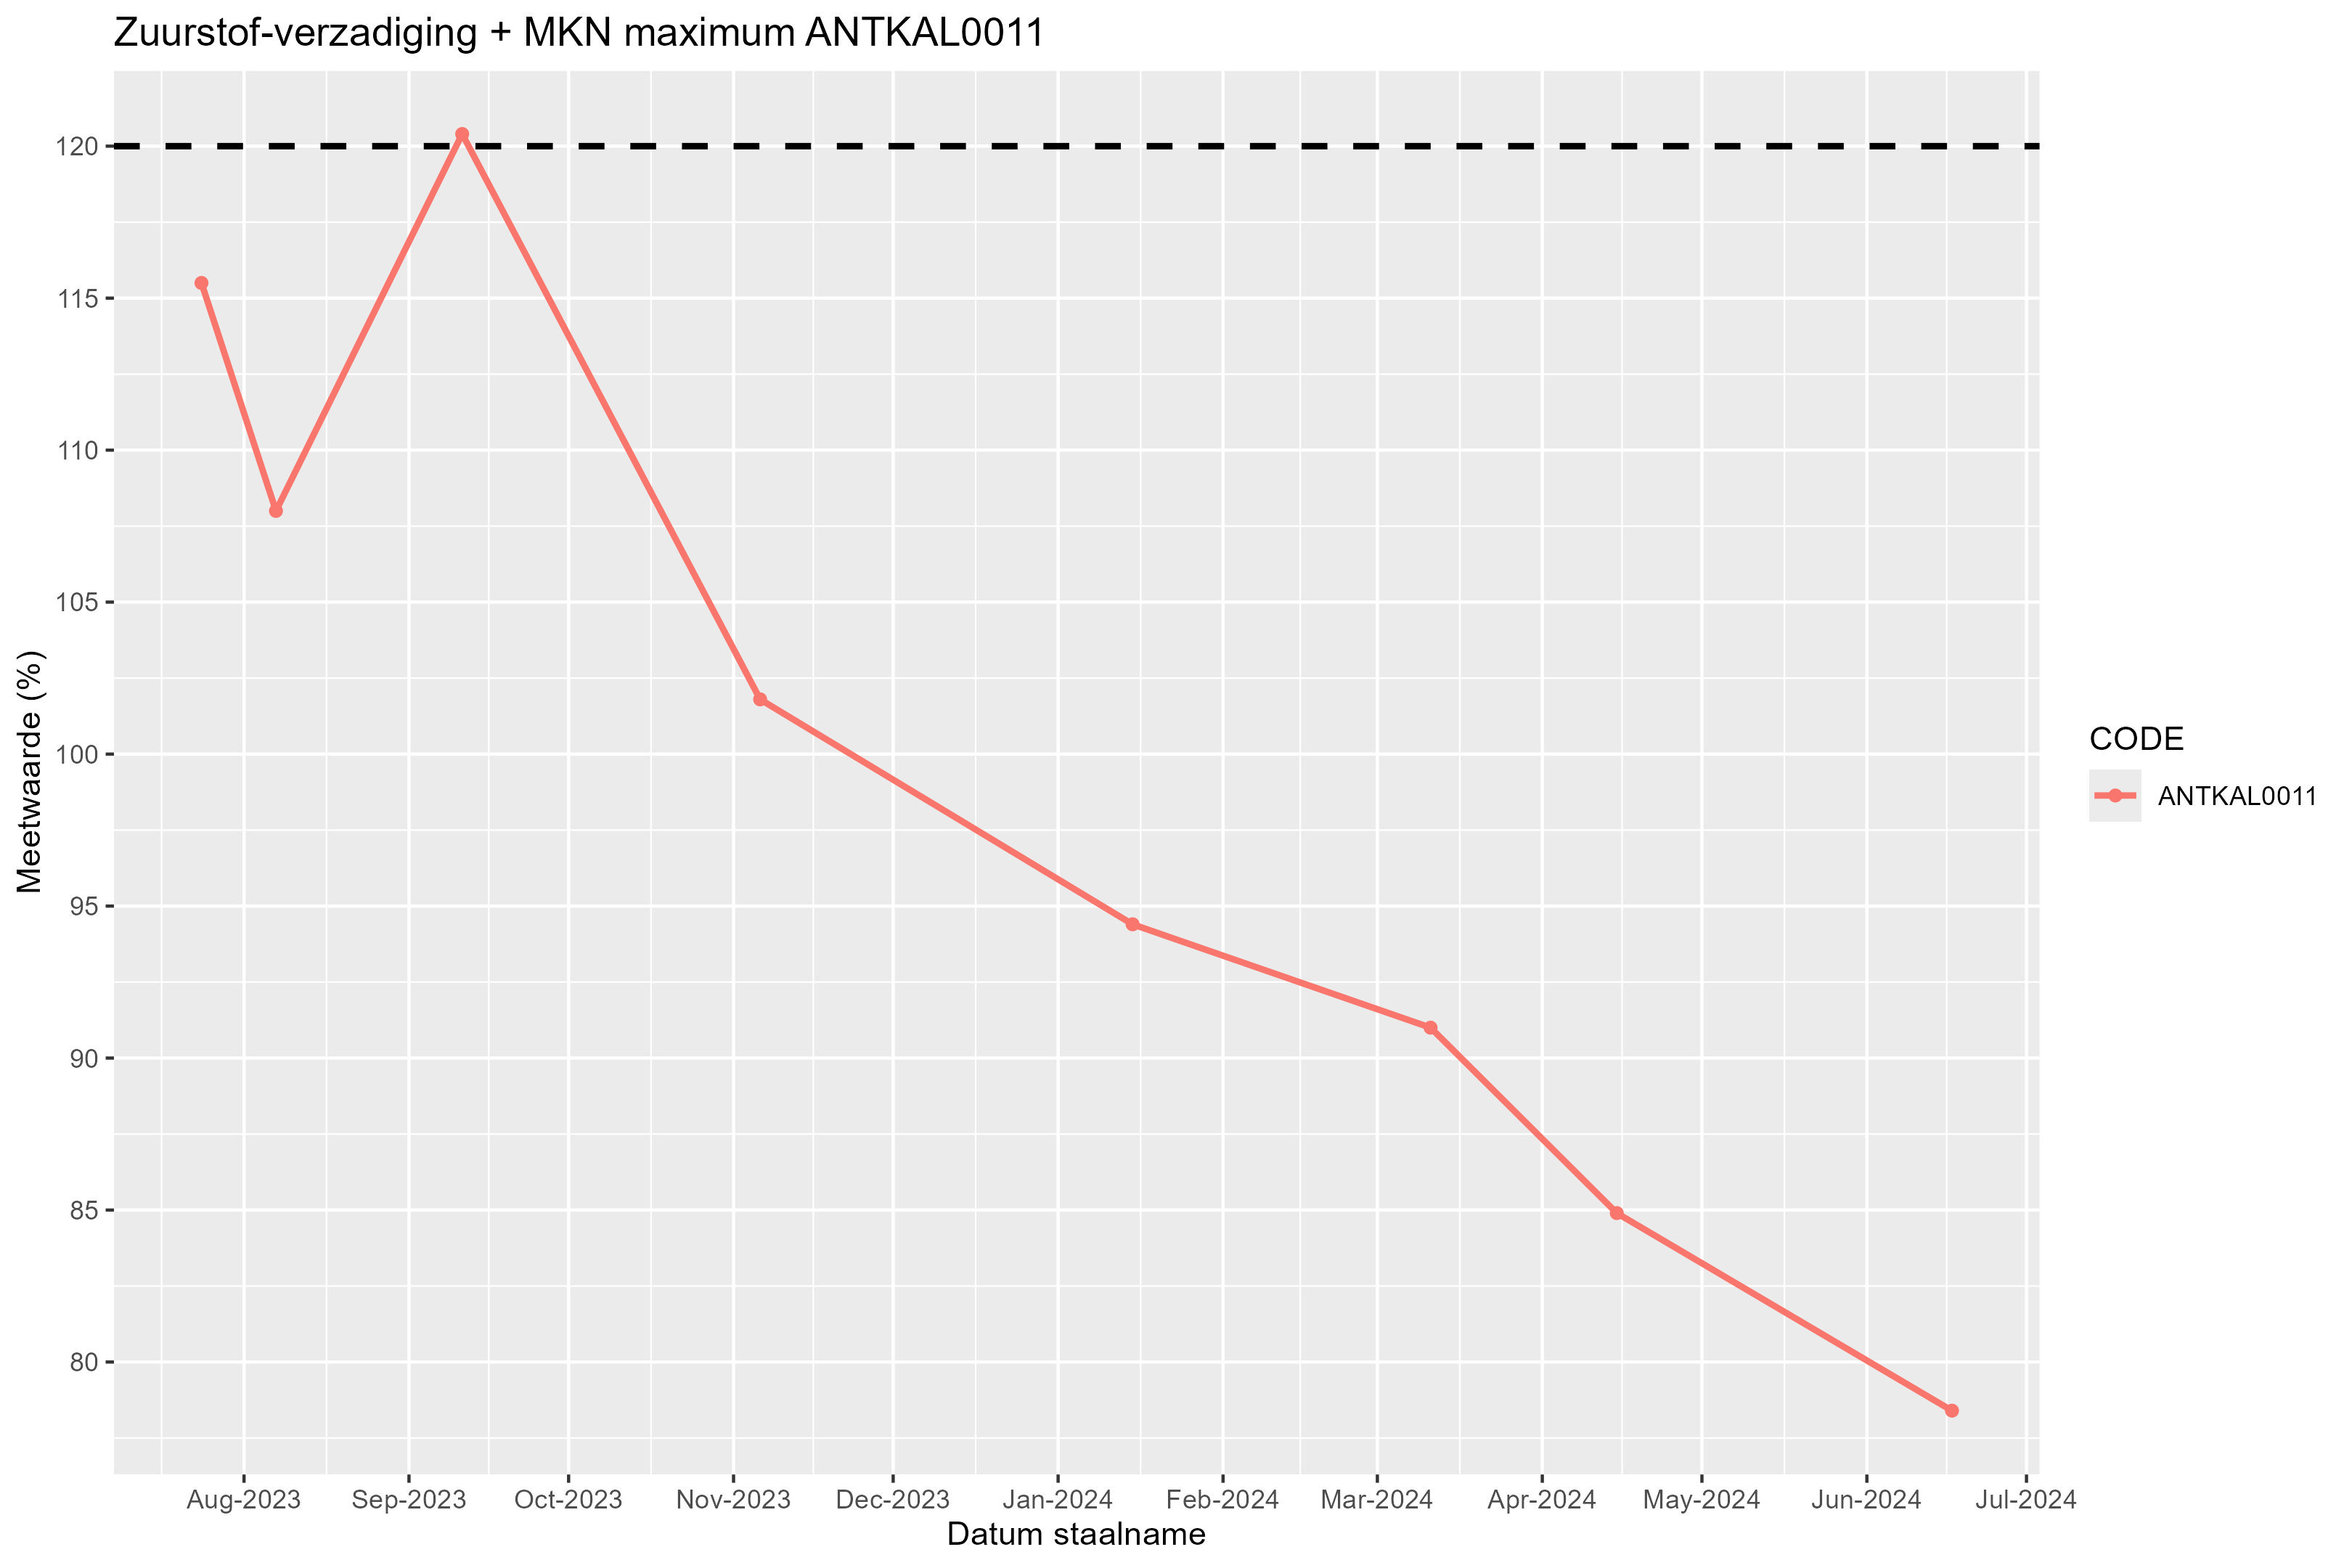 Zuurstof-verzadiging + MKN maximum ANTKAL0011
Meetwaarde (%)
120
115
110
105
100
95
90
85
80
Aug-2023 Sep-2023 Oct-2023 Nov-2023 Dec-2023 Jan-2024 Feb-2024 Mar-2024 Apr-2024 May-2024 Jun-2024 Jul-2024
Datum staalname
CODE
ANTKAL0011